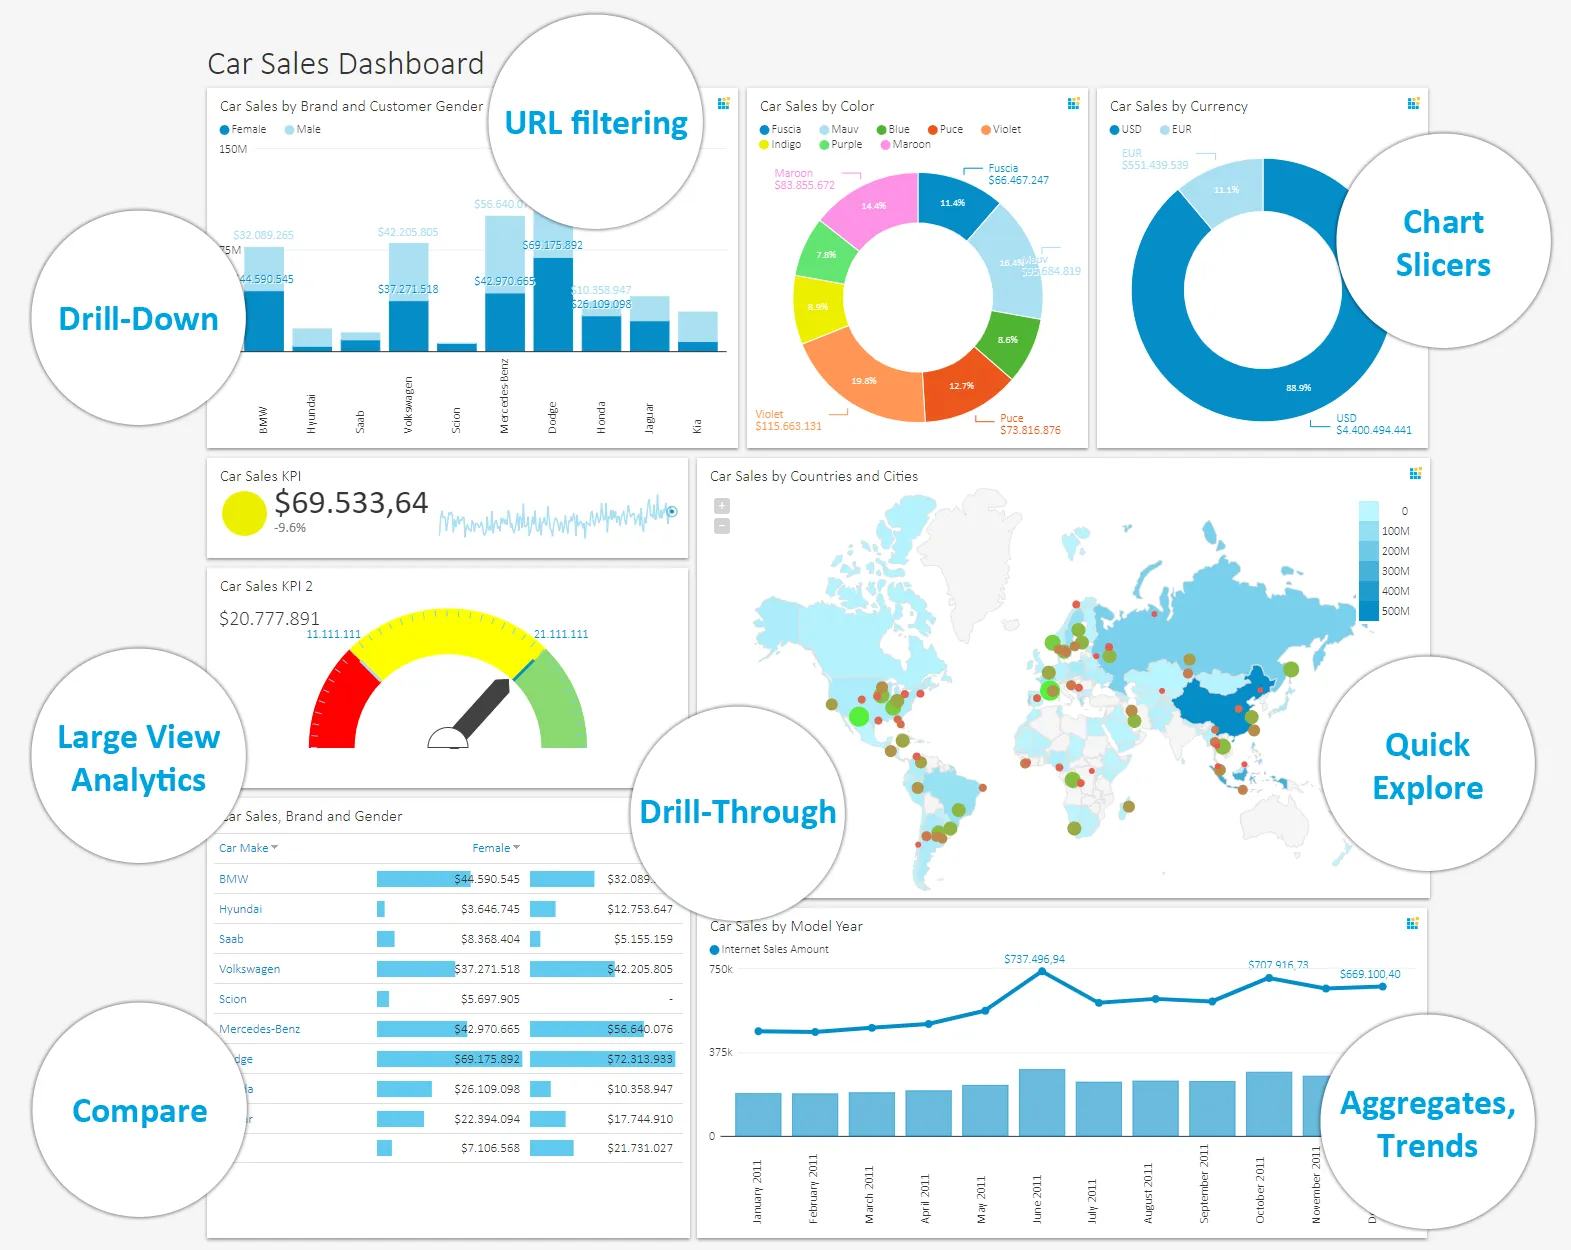 Car Sales Dashboard
URL filtering
Car Sales by Brand and Customer Gender
Female Male
150M
75M
$32.089.265
44.590.545
$42.205.805
$37.271.518
$56.640.07
$42.970.665
$69.175.892
$10.358.947
$26.109.098
BMW
Hyundai
Saab
Volkswagen
Scion
Mercedes-Benz
Dodge
Honda
Jaguar
Kia
Drill-Down
Car Sales by Color
Fuscia Mauv Blue Puce Violet
Indigo Purple Maroon
Maroon
$83.855.672
Fuscia
$66.467.247
14.4%
11.4%
7.8%
16.4%
Mauv
$95.684.819
8.9%
8.6%
19.8%
12.7%
Violet
$115.663.131
Puce
$73.816.876
Car Sales by Currency
USD EUR
EUR
$551.439.539
11.1%
88.9%
USD
$4.400.494.441
Chart
Slicers
Car Sales KPI
$69.533,64
-9.6%
Car Sales KPI 2
$20.777.891
11.111.111
21.111.111
Large View
Analytics
Car Sales by Countries and Cities
+
−
0
100M
200M
300M
400M
500M
Quick
Explore
Drill-Through
Car Sales, Brand and Gender
Car Make Female
BMW $44.590.545 $32.089.
Hyundai $3.646.745 $12.753.647
Saab $8.368.404 $5.155.159
Volkswagen $37.271.518 $42.205.805
Scion $5.697.905 -
Mercedes-Benz $42.970.665 $56.640.076
dge $69.175.892 $72.313.933
da $26.109.098 $10.358.947
ar $22.394.094 $17.744.910
$7.106.568 $21.731.027
Compare
Car Sales by Model Year
Internet Sales Amount
750k
375k
0
$737.496,94
$707.916,73
$669.100,40
January 2011
February 2011
March 2011
April 2011
May 2011
June 2011
July 2011
August 2011
September 2011
October 2011
November 2011
D
Aggregates,
Trends